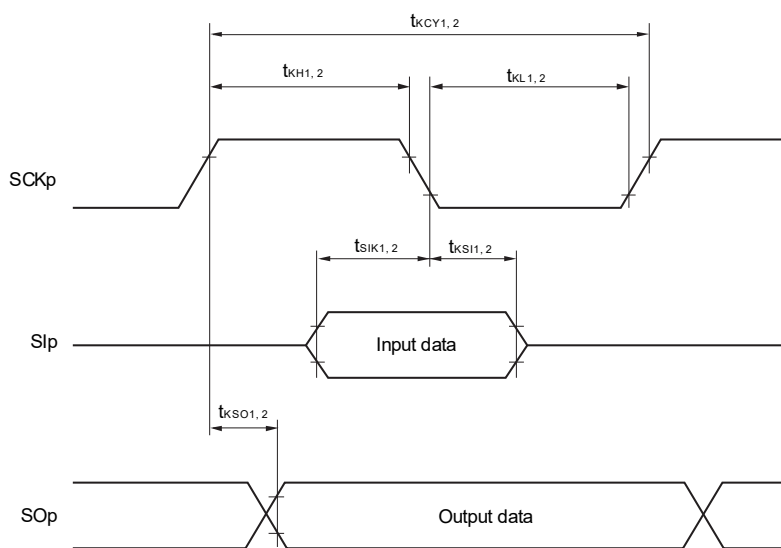 tKCY1, 2
tKH1, 2
tKL1, 2
SCKp
tSIK1, 2
tKSI1, 2
SIp
Input data
tKSO1, 2
SOp
Output data